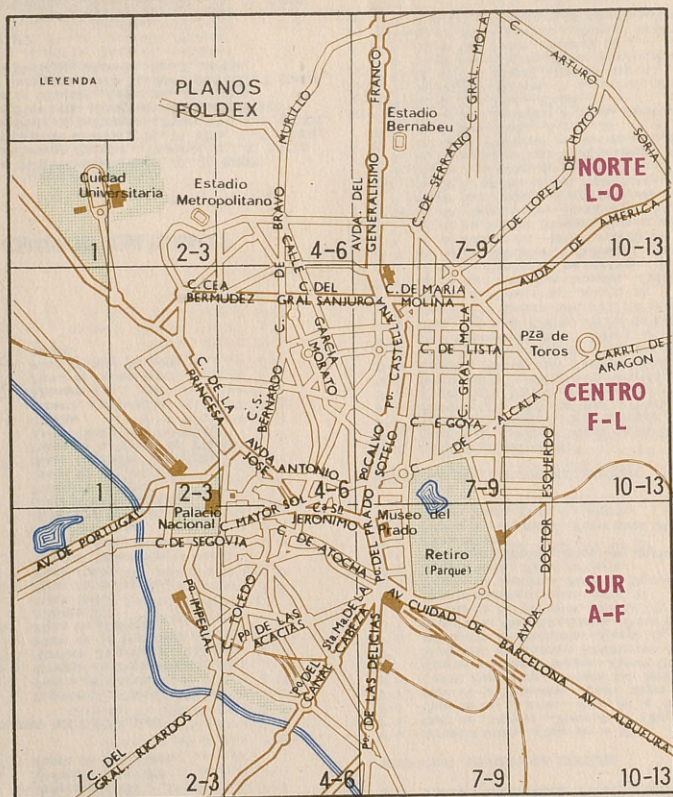 LEYENDA
PLANOS
FOLDEX
MURILLO
BRAVO
DE
C.
FRANCO
GENERALISIMO
AVDA. DEL
Estadio
Bernabeu
C. DE SERRANO
C. GRAL. MOLA
C. ARTURO
SORIA
C. DE LOPEZ DE HOYOS
NORTE
L-O
Cuidad
Universitaria
Estadio
Metropolitano
1
2-3
4-6
7-9
10-13
AVDA. DE AMERICA
CALLE
GARCIA
MORATO
C. CEA
BERMUDEZ
C. DEL
GRAL SANJURO
C. DE MARIA
MOLINA
Pza de
Toros
CARRT. DE
ARAGON
C. DE LISTA
C. GRAL. MOLA
Pº. CASTELLANA
C. DE LA
PRINCESA
C. S.
BERNARDO
CENTRO
F-L
C. E GOYA
C. DE ALCALA
AVDA.
JOSE ANTONIO
Pº CALVO
SOTELO
1
2-3
4-6
7-9
10-13
DOCTOR ESQUERDO
AVDA.
Palacio
Nacional
C. MAYOR SOL
Cª Sn
JERONIMO
Museo del
Prado
Pº. DEL PRADO
AV. DE PORTUGAL
C. DE SEGOVIA
C. DE ATOCHA
Retiro
(Parque)
SUR
A-F
Pº. IMPERIAL
C. TOLEDO
Pº. DE LAS
ACACIAS
Sta. Ma. DE LA
CABEZA
AV. CUIDAD DE BARCELONA
AV. ALBUFURA
Pº. DEL
CANAL
Pº. DE LAS DELICIAS
C. DEL
GRAL. RICARDOS
1
2-3
4-6
7-9
10-13